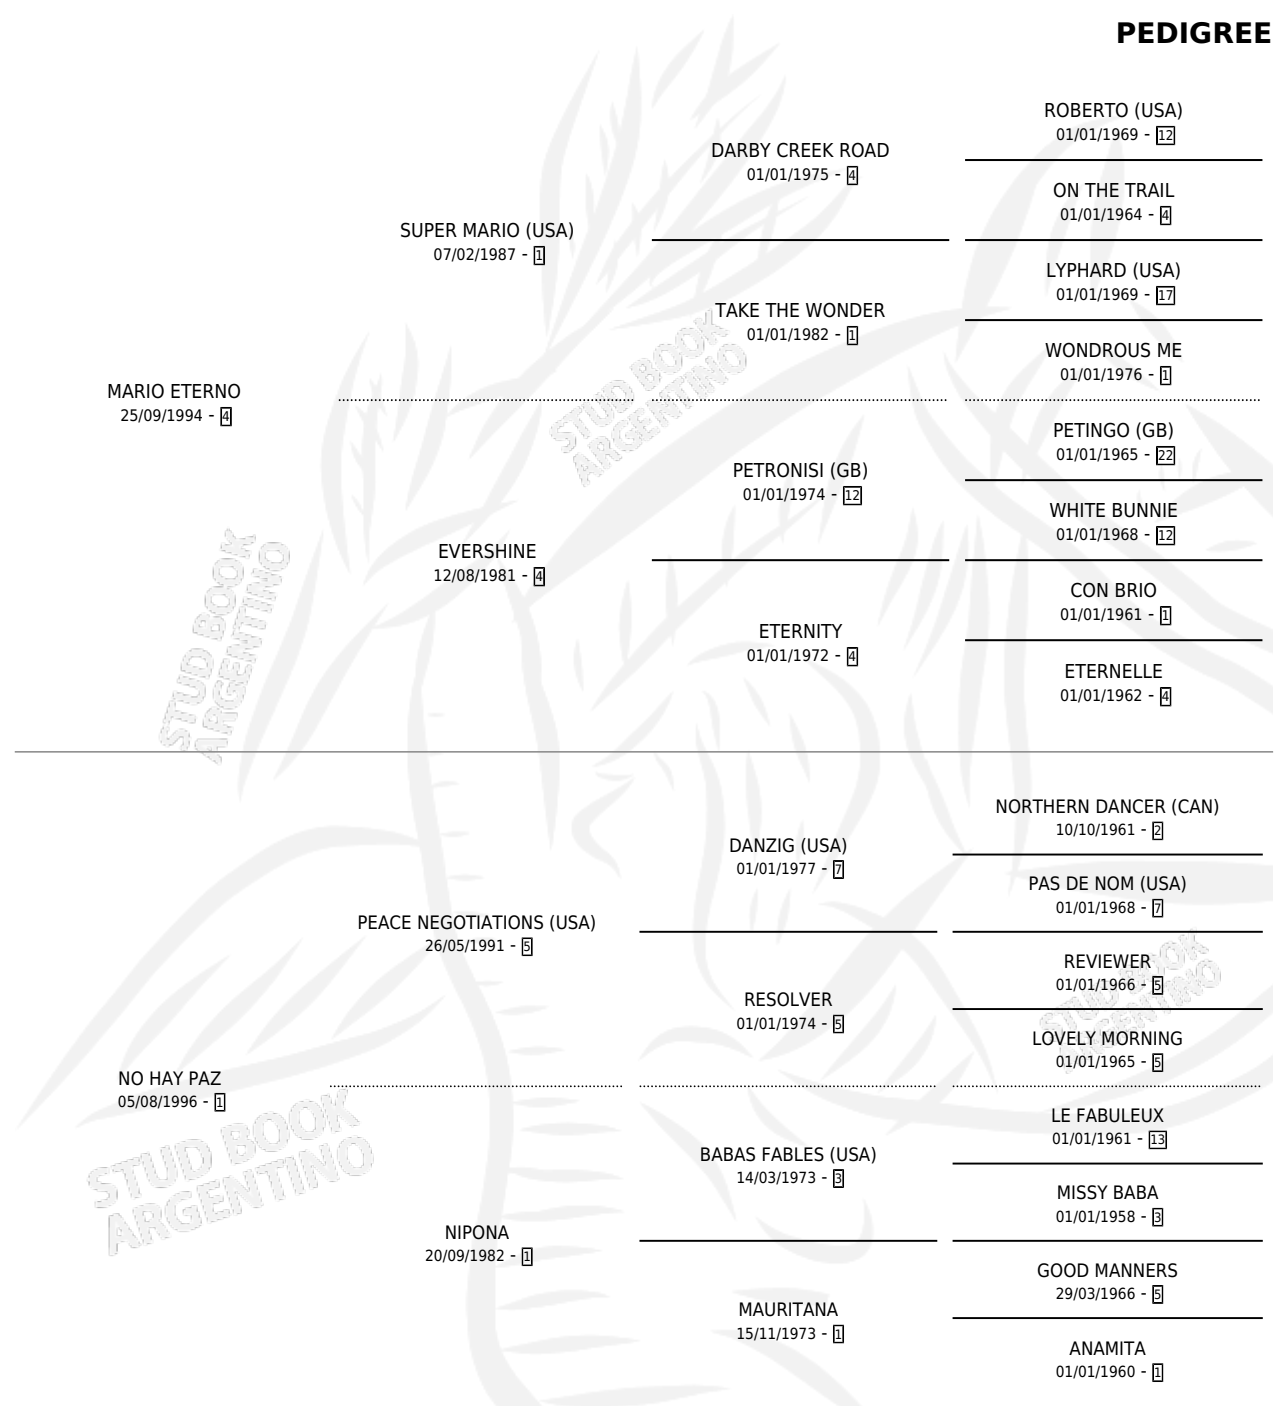 PEDIGREE
MARIO ETERNO
25/09/1994 - 4
SUPER MARIO (USA)
07/02/1987 - 1
DARBY CREEK ROAD
01/01/1975 - 4
ROBERTO (USA)
01/01/1969 - 12
ON THE TRAIL
01/01/1964 - 4
TAKE THE WONDER
01/01/1982 - 1
LYPHARD (USA)
01/01/1969 - 17
WONDROUS ME
01/01/1976 - 1
EVERSHINE
12/08/1981 - 4
PETRONISI (GB)
01/01/1974 - 12
PETINGO (GB)
01/01/1965 - 22
WHITE BUNNIE
01/01/1968 - 12
ETERNITY
01/01/1972 - 4
CON BRIO
01/01/1961 - 1
ETERNELLE
01/01/1962 - 4
NO HAY PAZ
05/08/1996 - 1
PEACE NEGOTIATIONS (USA)
26/05/1991 - 5
DANZIG (USA)
01/01/1977 - 7
NORTHERN DANCER (CAN)
10/10/1961 - 2
PAS DE NOM (USA)
01/01/1968 - 7
RESOLVER
01/01/1974 - 5
REVIEWER
01/01/1966 - 5
LOVELY MORNING
01/01/1965 - 5
NIPONA
20/09/1982 - 1
BABAS FABLES (USA)
14/03/1973 - 3
LE FABULEUX
01/01/1961 - 13
MISSY BABA
01/01/1958 - 3
MAURITANA
15/11/1973 - 1
GOOD MANNERS
29/03/1966 - 5
ANAMITA
01/01/1960 - 1
STUD BOOK
ARGENTINO
STUD BOOK
ARGENTINO
STUD BOOK
ARGENTINO
STUD BOOK
ARGENTINO